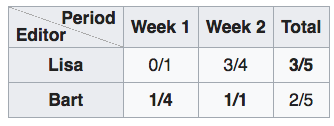 Period
Editor Week 1 Week 2 Total
Lisa 0/1 3/4 3/5
Bart 1/4 1/1 2/5